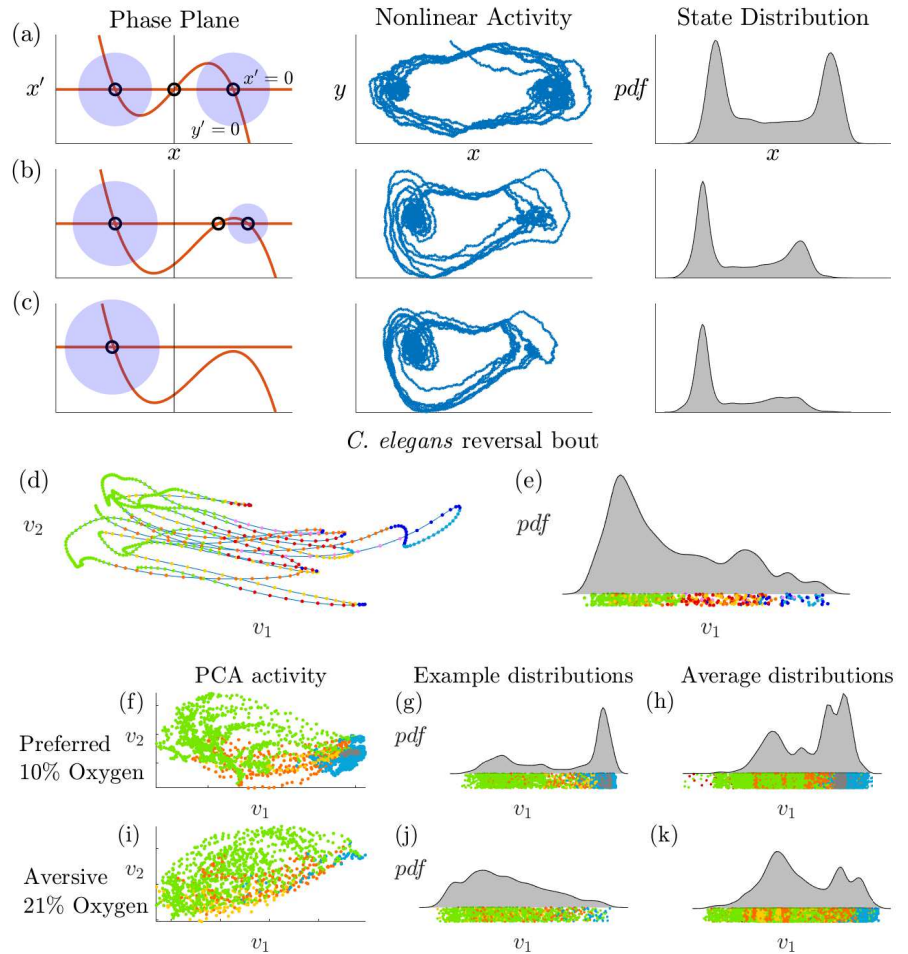 Phase Plane
Nonlinear Activity
State Distribution
(a)
x′
x′ = 0
y′ = 0
x
y
x
pdf
x
(b)
(c)
C. elegans reversal bout
(d)
v2
v1
(e)
pdf
v1
PCA activity
Example distributions
Average distributions
Preferred
10% Oxygen
(f)
v2
v1
(g)
pdf
v1
(h)
v1
Aversive
21% Oxygen
(i)
v2
v1
(j)
pdf
v1
(k)
v1